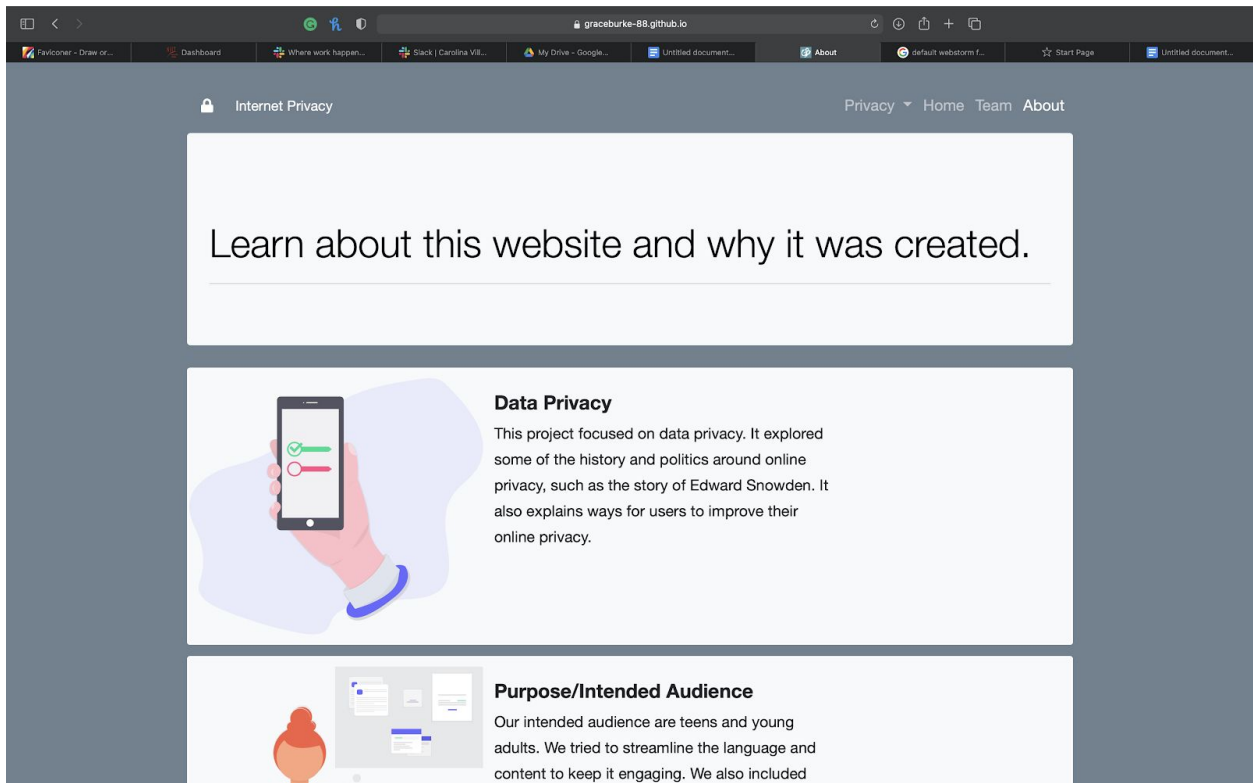 graceburke-88.github.io
Faviconer - Draw or... Dashboard Where work happen... Slack | Carolina Vill... My Drive - Google... Untitled document... About default webstorm f... Start Page Untitled document...
Internet Privacy Privacy Home Team About
Learn about this website and why it was created.
Data Privacy
This project focused on data privacy. It explored
some of the history and politics around online
privacy, such as the story of Edward Snowden. It
also explains ways for users to improve their
online privacy.
Purpose/Intended Audience
Our intended audience are teens and young
adults. We tried to streamline the language and
content to keep it engaging. We also included